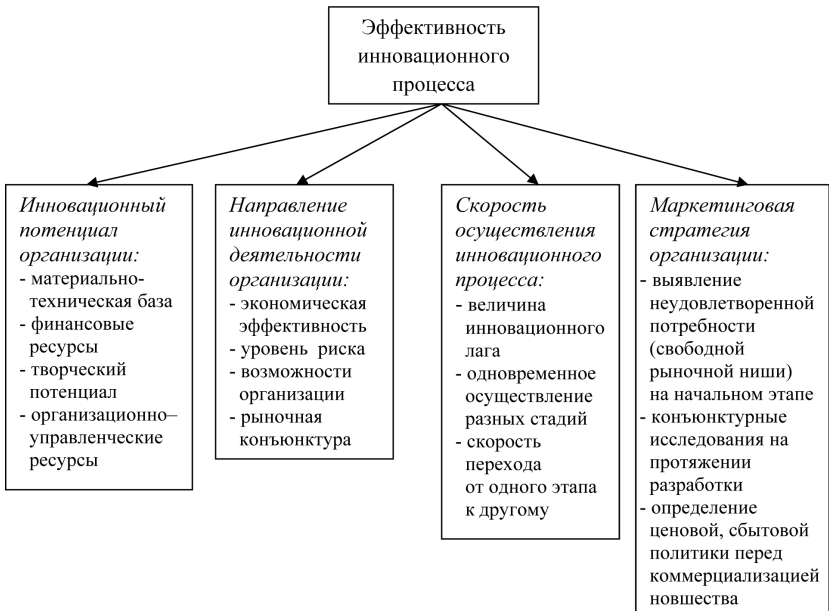 Эффективность
инновационного
процесса
Инновационный
потенциал
организации:
- материально-
техническая база
- финансовые
ресурсы
- творческий
потенциал
- организационно–
управленческие
ресурсы
Направление
инновационной
деятельности
организации:
- экономическая
эффективность
- уровень риска
- возможности
организации
- рыночная
конъюнктура
Скорость
осуществления
инновационного
процесса:
- величина
инновационного
лага
- одновременное
осуществление
разных стадий
- скорость
перехода
от одного этапа
к другому
Маркетинговая
стратегия
организации:
- выявление
неудовлетворенной
потребности
(свободной
рыночной ниши)
на начальном этапе
- конъюнктурные
исследования на
протяжении
разработки
- определение
ценовой, сбытовой
политики перед
коммерциализацией
новшества